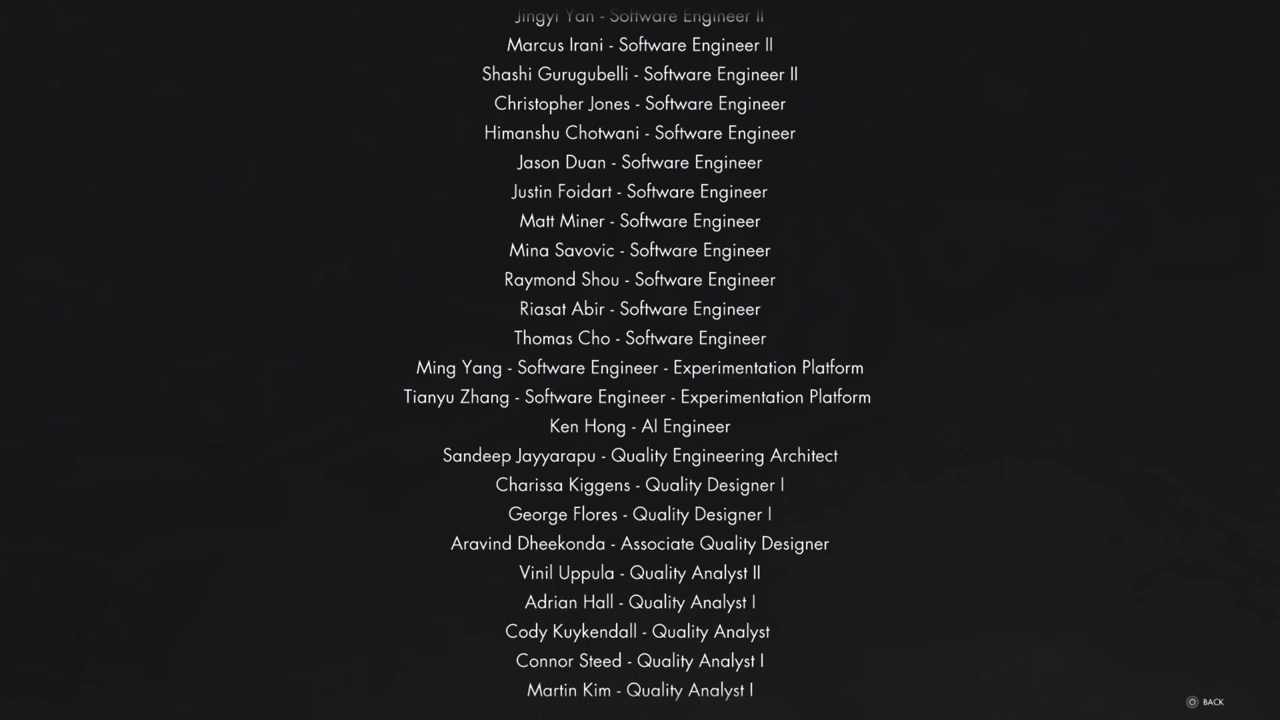 Jingyi Yan - Software Engineer II
Marcus Irani - Software Engineer II
Shashi Gurugubelli - Software Engineer II
Christopher Jones - Software Engineer
Himanshu Chotwani - Software Engineer
Jason Duan - Software Engineer
Justin Foidart - Software Engineer
Matt Miner - Software Engineer
Mina Savovic - Software Engineer
Raymond Shou - Software Engineer
Riasat Abir - Software Engineer
Thomas Cho - Software Engineer
Ming Yang - Software Engineer - Experimentation Platform
Tianyu Zhang - Software Engineer - Experimentation Platform
Ken Hong - AI Engineer
Sandeep Jayyarapu - Quality Engineering Architect
Charissa Kiggens - Quality Designer I
George Flores - Quality Designer I
Aravind Dheekonda - Associate Quality Designer
Vinil Uppula - Quality Analyst II
Adrian Hall - Quality Analyst I
Cody Kuykendall - Quality Analyst
Connor Steed - Quality Analyst I
Martin Kim - Quality Analyst I
BACK